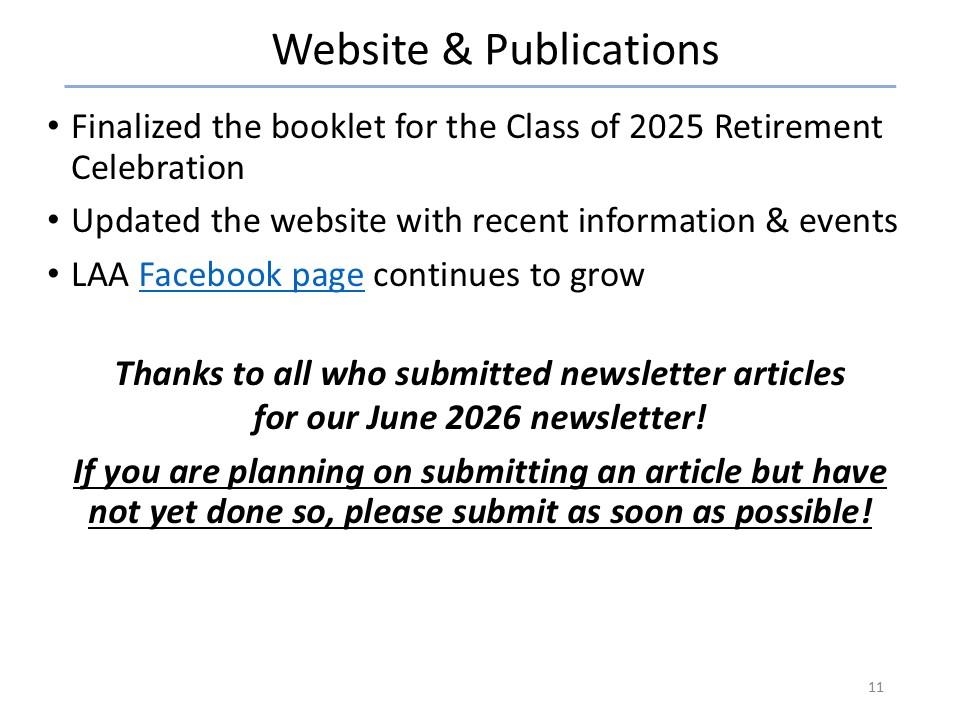 Website & Publications
• Finalized the booklet for the Class of 2025 Retirement
Celebration
• Updated the website with recent information & events
• LAA Facebook page continues to grow
Thanks to all who submitted newsletter articles
for our June 2026 newsletter!
If you are planning on submitting an article but have
not yet done so, please submit as soon as possible!
11